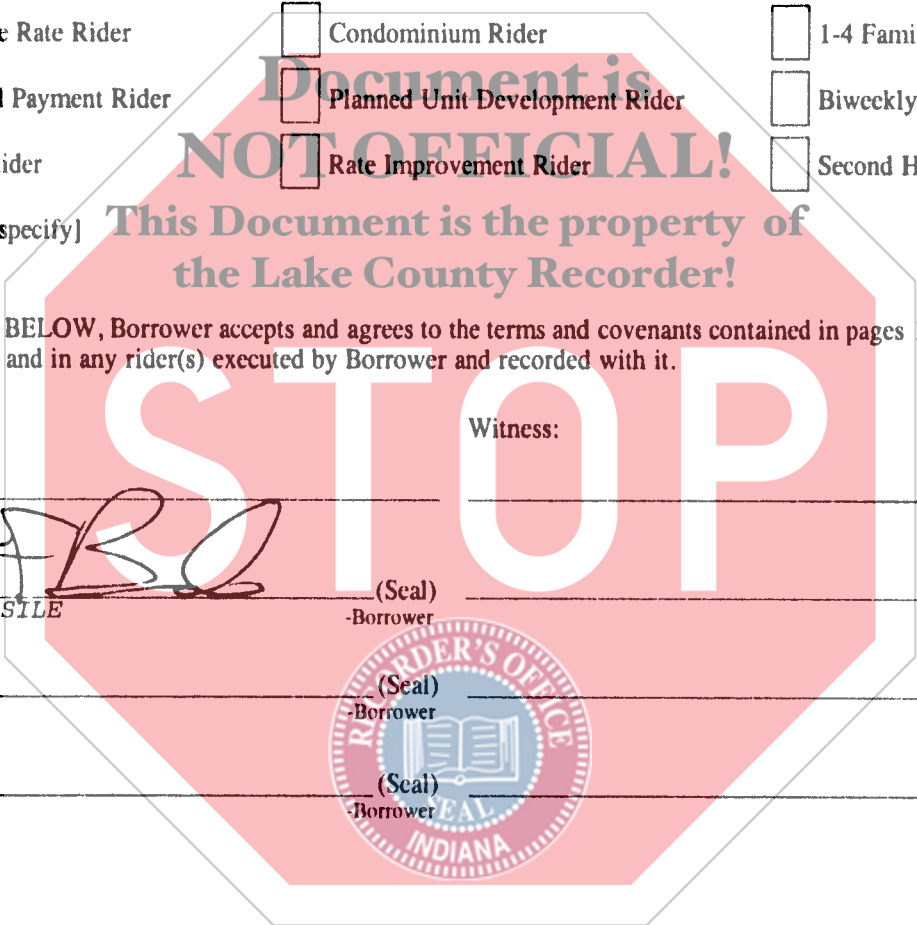 e Rate Rider Condominium Rider 1-4 Fami
Document is
l Payment Rider Planned Unit Development Rider Biweekly
NOT OFFICIAL!
ider Rate Improvement Rider Second H
This Document is the property of
specify]
the Lake County Recorder!
BELOW, Borrower accepts and agrees to the terms and covenants contained in pages
and in any rider(s) executed by Borrower and recorded with it.
STOP
Witness:
(Seal)
SILE -Borrower
RECORDER'S OFFICE
(Seal)
-Borrower
(Seal)
-Borrower
SEAL
INDIANA